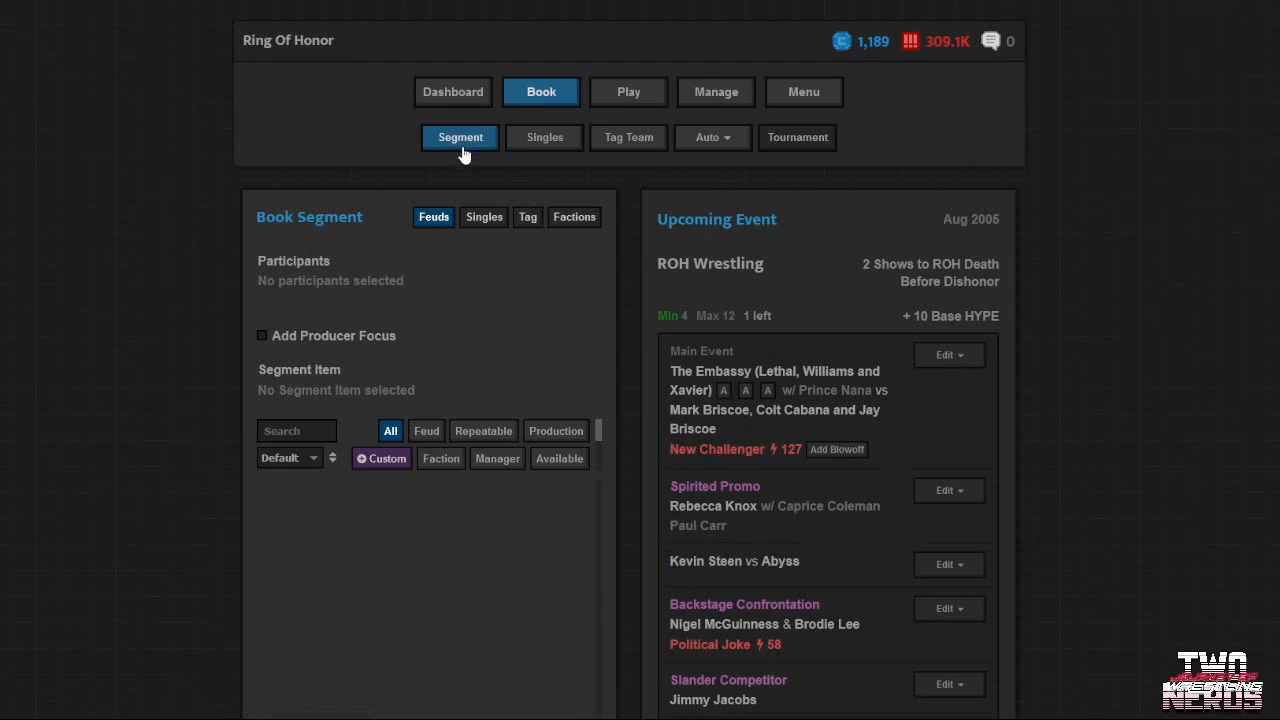 Ring Of Honor
1,189 309.1K 0
Dashboard Book Play Manage Menu
Segment Singles Tag Team Auto Tournament
Book Segment Feuds Singles Tag Factions
Participants
No participants selected
Add Producer Focus
Segment Item
No Segment Item selected
Search All Feud Repeatable Production
Default Custom Faction Manager Available
Upcoming Event Aug 2005
ROH Wrestling 2 Shows to ROH Death
Before Dishonor
Min 4 Max 12 1 left + 10 Base HYPE
Main Event Edit
The Embassy (Lethal, Williams and
Xavier) A A A w/ Prince Nana vs
Mark Briscoe, Colt Cabana and Jay
Briscoe
New Challenger 127 Add Blowoff
Spirited Promo Edit
Rebecca Knox w/ Caprice Coleman
Paul Carr
Kevin Steen vs Abyss Edit
Backstage Confrontation Edit
Nigel McGuinness & Brodie Lee
Political Joke 58
Slander Competitor Edit
Jimmy Jacobs
TWO
WRESTLING
NERDS